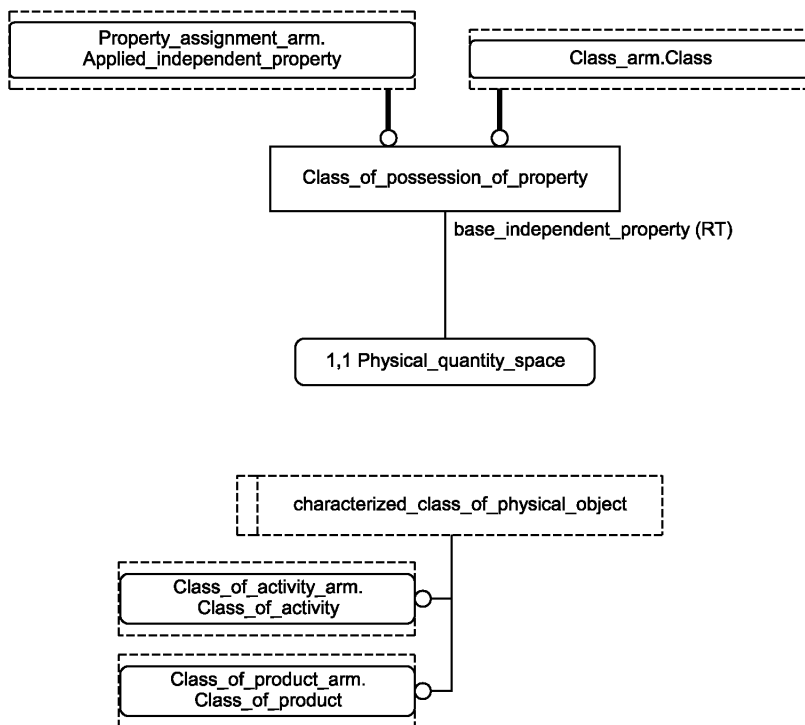 Property_assignment_arm.
Applied_independent_property
Class_arm.Class
Class_of_possession_of_property
base_independent_property (RT)
1,1 Physical_quantity_space
characterized_class_of_physical_object
Class_of_activity_arm.
Class_of_activity
Class_of_product_arm.
Class_of_product